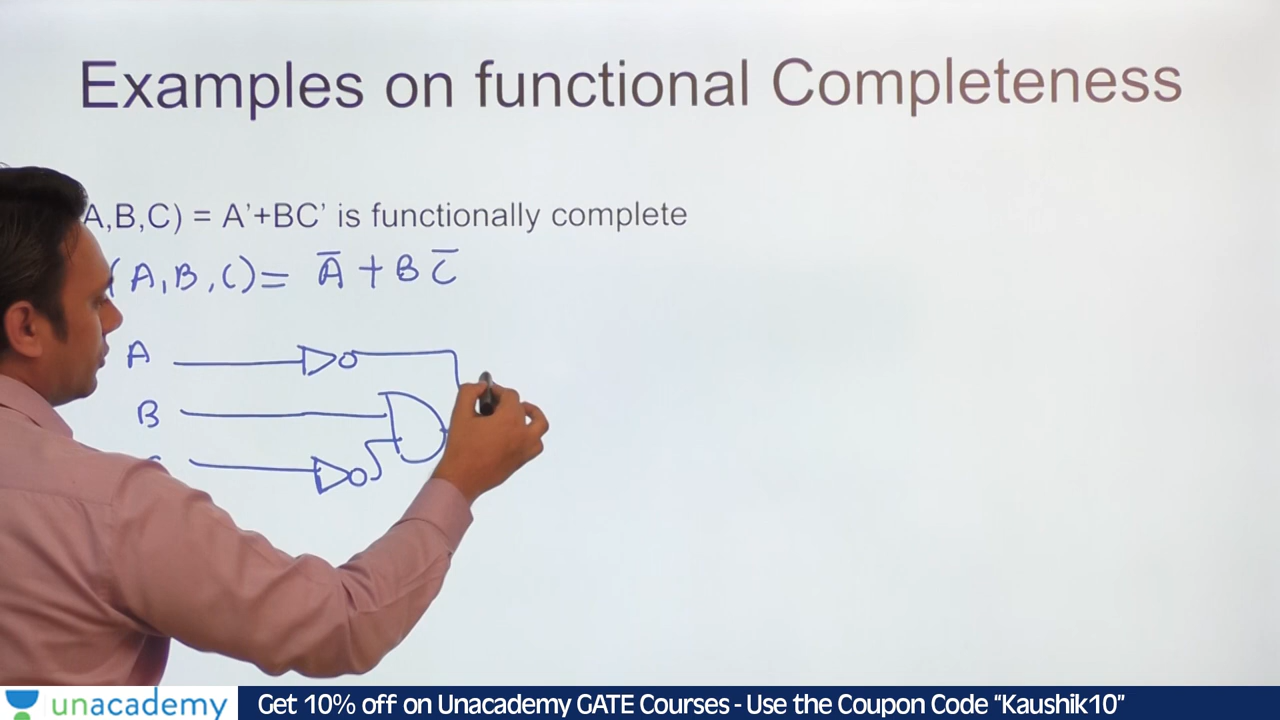 Examples on functional Completeness
A,B,C) = A'+BC' is functionally complete
(A,B,C)= A̅ + B C̅
A
B
unacademy
Get 10% off on Unacademy GATE Courses - Use the Coupon Code “Kaushik10”